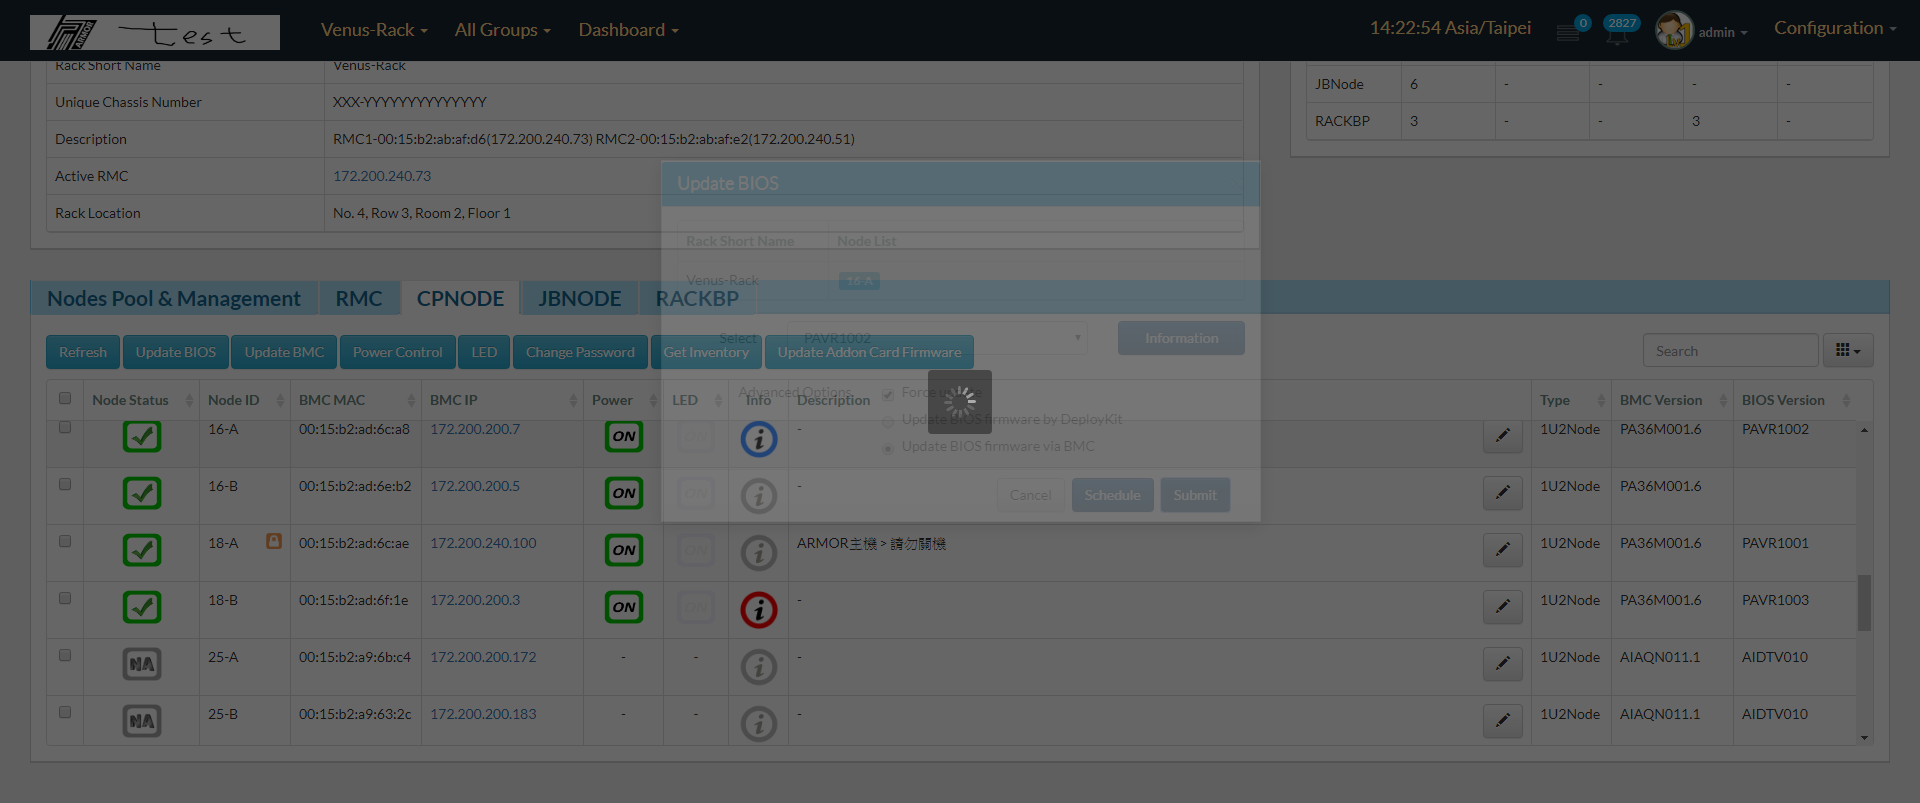 ARMOR test Venus-Rack All Groups Dashboard 14:22:54 Asia/Taipei 0 2827 admin Configuration
Rack Short Name Venus-Rack
Unique Chassis Number XXX-YYYYYYYYYYYYYY
Description RMC1-00:15:b2:ab:af:d6(172.200.240.73) RMC2-00:15:b2:ab:af:e2(172.200.240.51)
Active RMC 172.200.240.73
Rack Location No. 4, Row 3, Room 2, Floor 1
JBNode 6 - - - -
RACKBP 3 - - 3 -
Update BIOS
Rack Short Name Node List
Venus-Rack 16-A
Select PAVR1002 Information
Advanced Options Force
Update BIOS firmware by DeployKit
Update BIOS firmware via BMC
Cancel Schedule Submit
Nodes Pool & Management RMC CPNODE JBNODE RACKBP
Refresh Update BIOS Update BMC Power Control LED Change Password Get Inventory Update Addon Card Firmware Search
Node Status Node ID BMC MAC BMC IP Power LED Info Description Type BMC Version BIOS Version
16-A 00:15:b2:ad:6c:a8 172.200.200.7 ON ON i - 1U2Node PA36M001.6 PAVR1002
16-B 00:15:b2:ad:6e:b2 172.200.200.5 ON ON i - 1U2Node PA36M001.6
18-A 00:15:b2:ad:6c:ae 172.200.240.100 ON ON i ARMOR主機 > 請勿關機 1U2Node PA36M001.6 PAVR1001
18-B 00:15:b2:ad:6f:1e 172.200.200.3 ON ON i - 1U2Node PA36M001.6 PAVR1003
NA 25-A 00:15:b2:a9:6b:c4 172.200.200.172 - - i - 1U2Node AIAQN011.1 AIDTV010
NA 25-B 00:15:b2:a9:63:2c 172.200.200.183 - - i - 1U2Node AIAQN011.1 AIDTV010